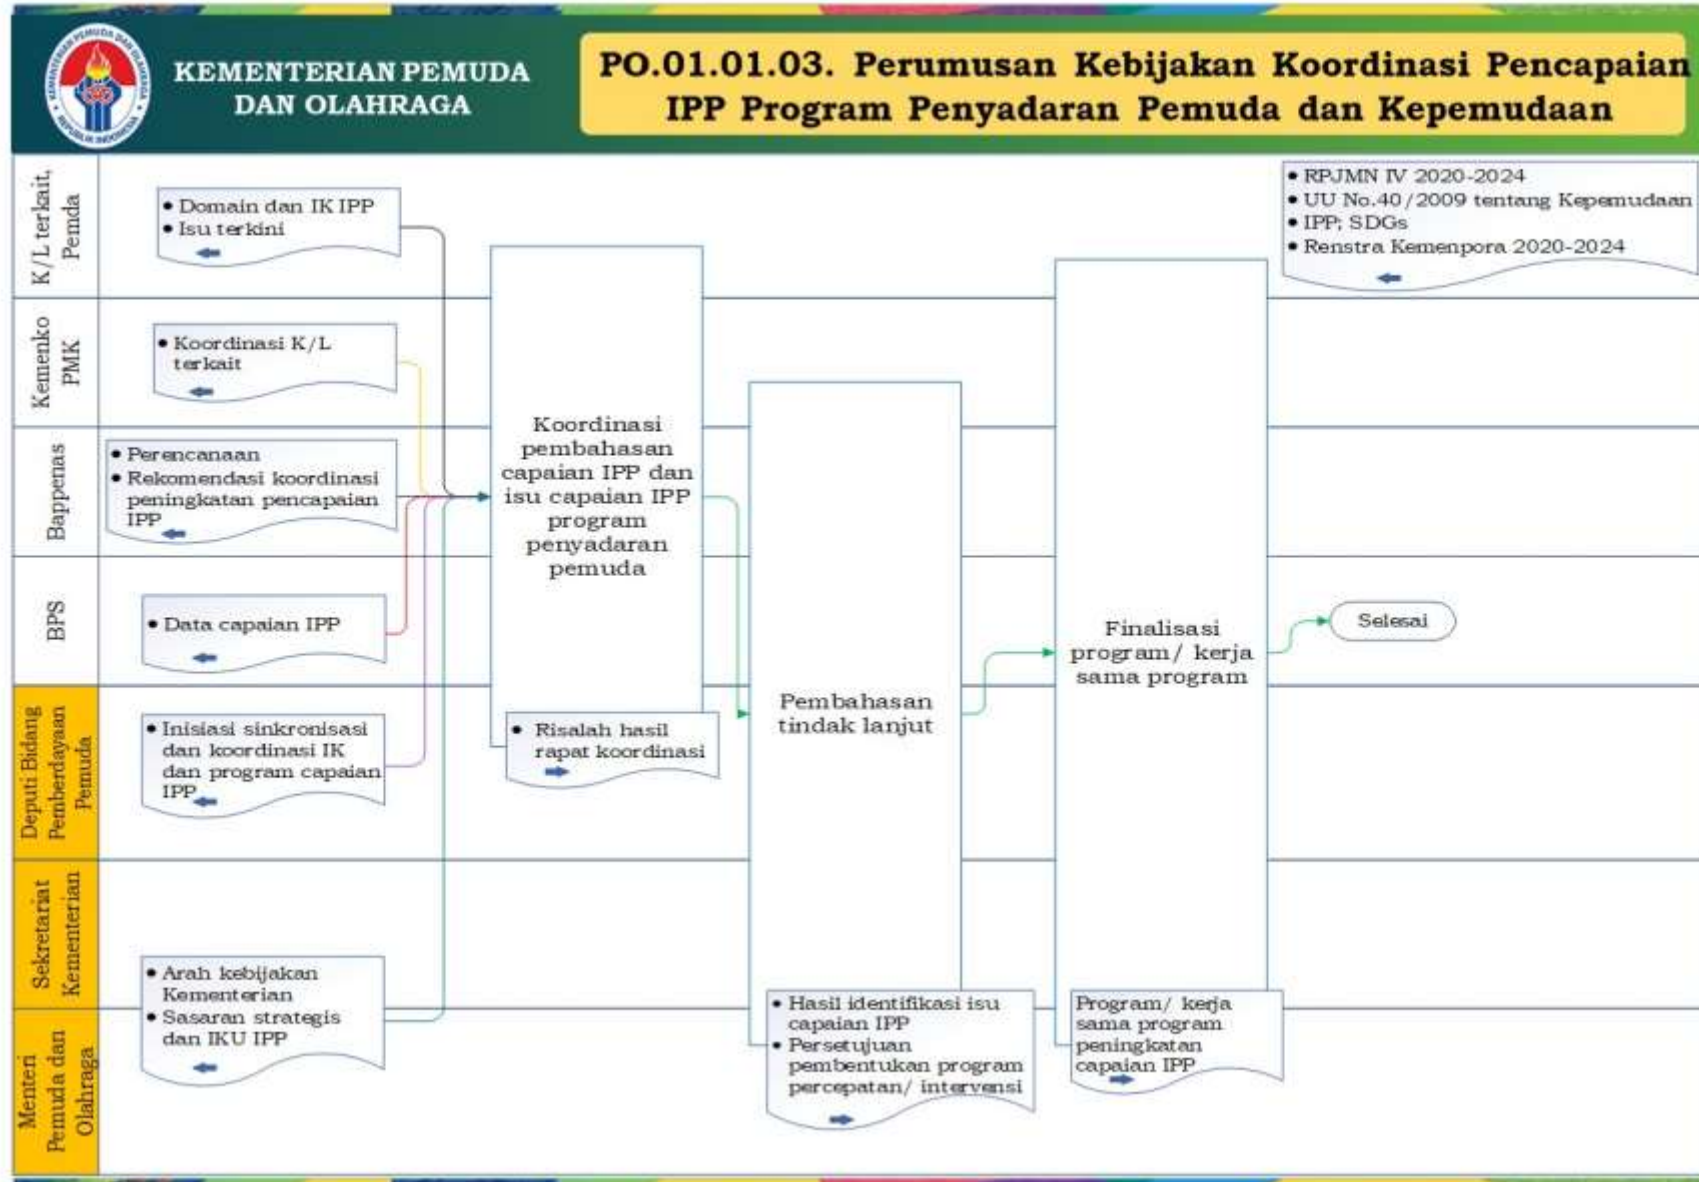 KEMENTERIAN PEMUDA DAN OLAHRAGA
REPUBLIK INDONESIA
KEMENTERIAN PEMUDA
DAN OLAHRAGA
PO.01.01.03. Perumusan Kebijakan Koordinasi Pencapaian
IPP Program Penyadaran Pemuda dan Kepemudaan
K/L terkait,
Pemda
• Domain dan IK IPP
• Isu terkini
• RPJMN IV 2020-2024
• UU No.40/2009 tentang Kepemudaan
• IPP; SDGs
• Renstra Kemenpora 2020-2024
Kemenko
PMK
• Koordinasi K/L
terkait
Bappenas
• Perencanaan
• Rekomendasi koordinasi
peningkatan pencapaian
IPP
Koordinasi
pembahasan
capaian IPP dan
isu capaian IPP
program
penyadaran
pemuda
BPS
• Data capaian IPP
Finalisasi
program/ kerja
sama program
Selesai
Deputi Bidang
Pemberdayaan
Pemuda
• Inisiasi sinkronisasi
dan koordinasi IK
dan program capaian
IPP
• Risalah hasil
rapat koordinasi
Pembahasan
tindak lanjut
Sekretariat
Kementerian
• Arah kebijakan
Kementerian
• Sasaran strategis
dan IKU IPP
Menteri
Pemuda dan
Olahraga
• Hasil identifikasi isu
capaian IPP
• Persetujuan
pembentukan program
percepatan/ intervensi
Program/ kerja
sama program
peningkatan
capaian IPP